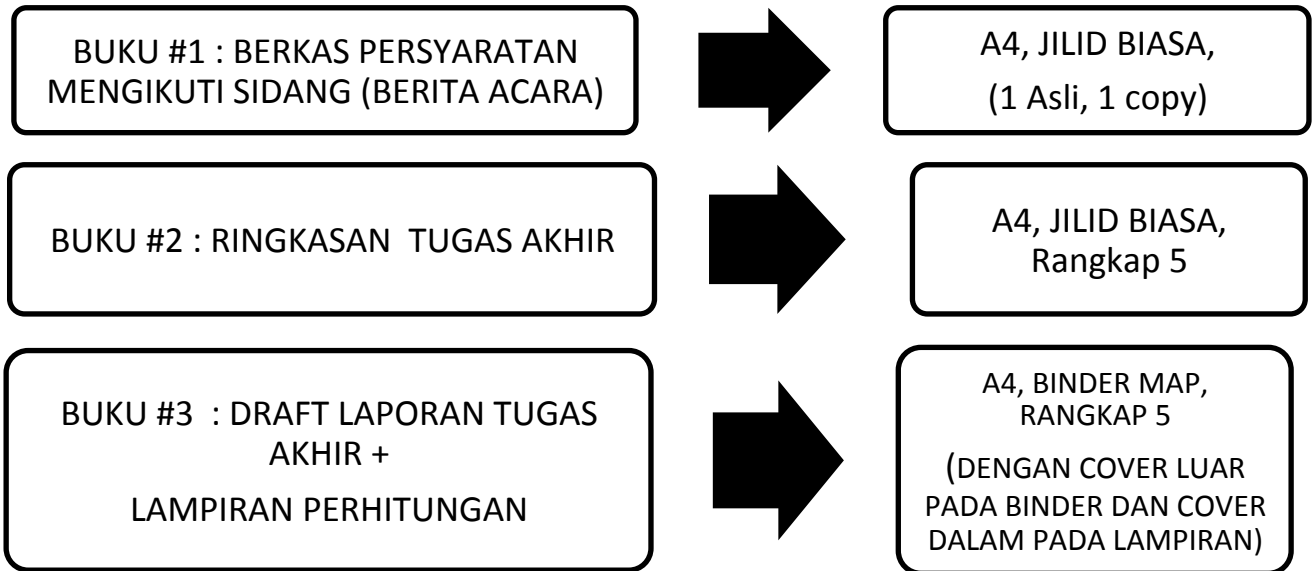 BUKU #1 : BERKAS PERSYARATAN
MENGIKUTI SIDANG (BERITA ACARA)
A4, JILID BIASA,
(1 Asli, 1 copy)
BUKU #2 : RINGKASAN TUGAS AKHIR
A4, JILID BIASA,
Rangkap 5
BUKU #3 : DRAFT LAPORAN TUGAS
AKHIR +
LAMPIRAN PERHITUNGAN
A4, BINDER MAP,
RANGKAP 5
(DENGAN COVER LUAR
PADA BINDER DAN COVER
DALAM PADA LAMPIRAN)